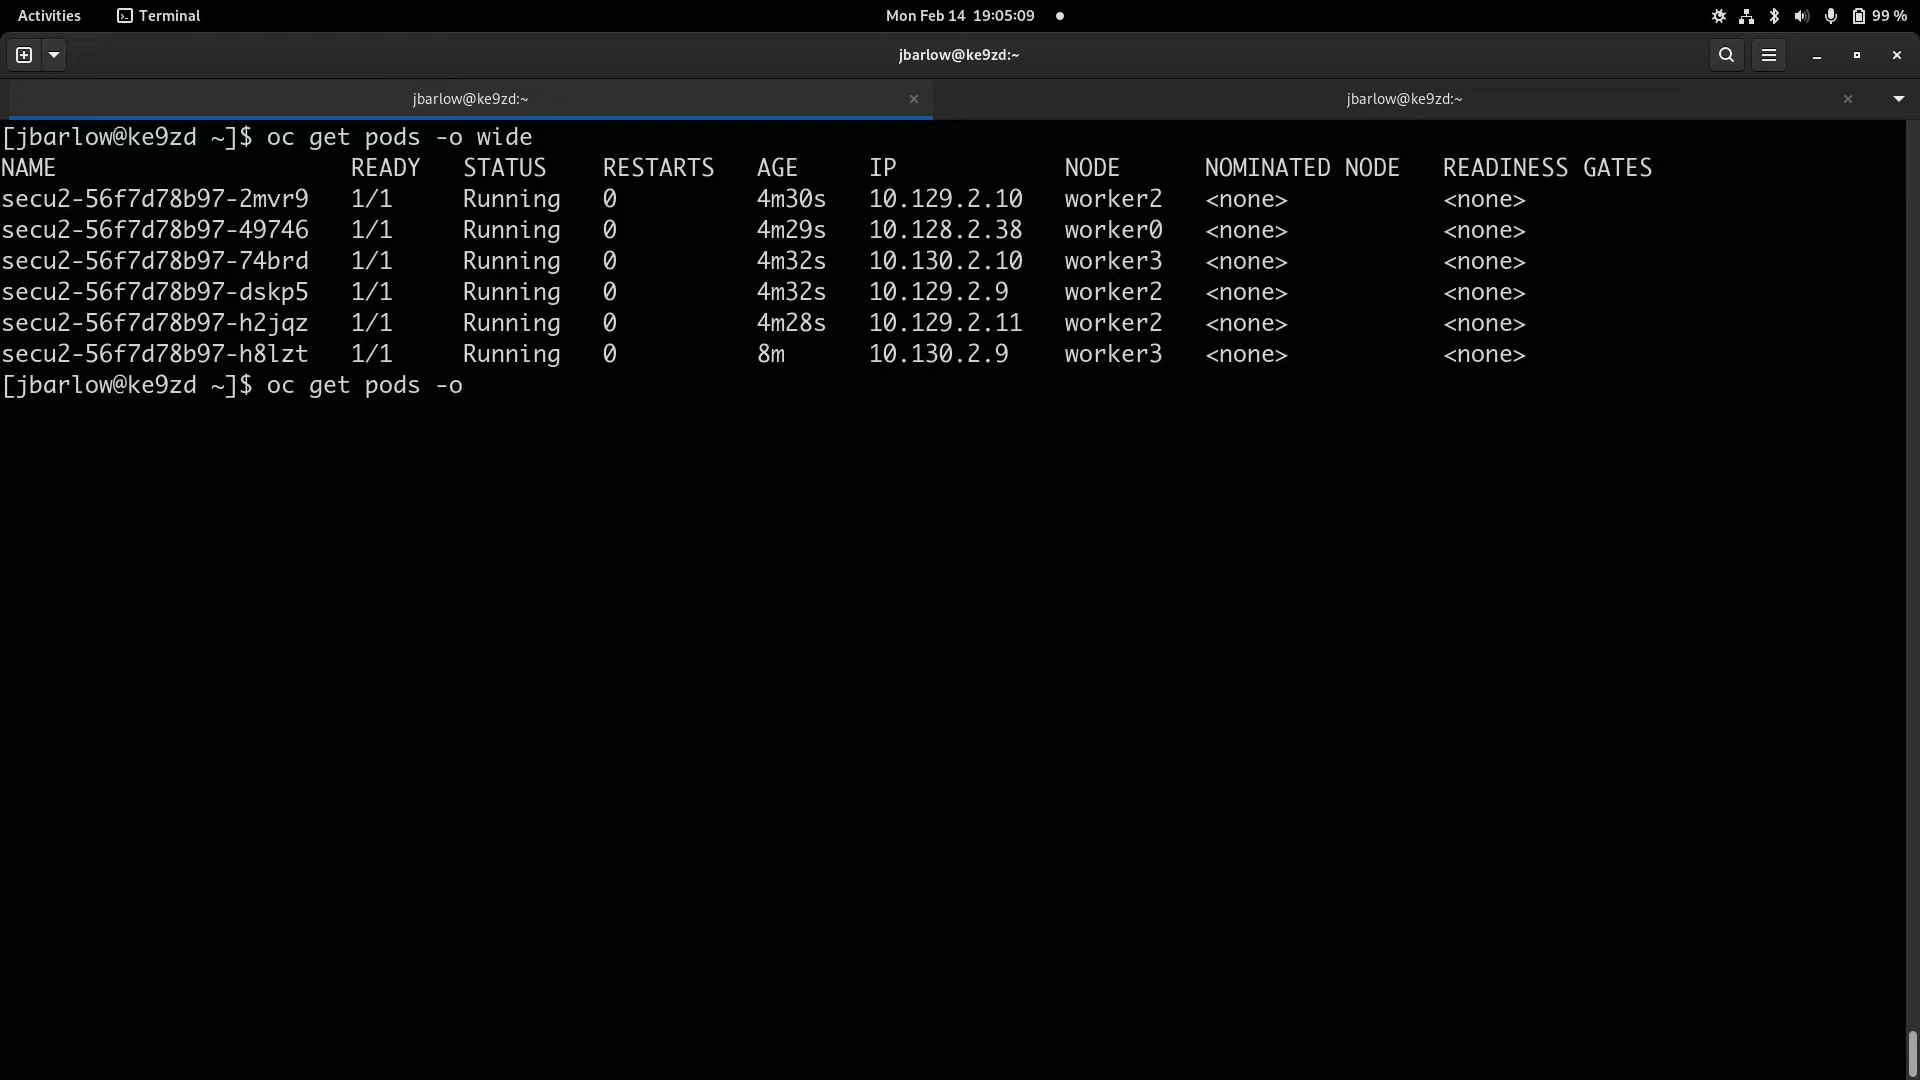 Activities Terminal Mon Feb 14 19:05:09 99 %
jbarlow@ke9zd:~
jbarlow@ke9zd:~ jbarlow@ke9zd:~
[jbarlow@ke9zd ~]$ oc get pods -o wide
NAME READY STATUS RESTARTS AGE IP NODE NOMINATED NODE READINESS GATES
secu2-56f7d78b97-2mvr9 1/1 Running 0 4m30s 10.129.2.10 worker2 <none> <none>
secu2-56f7d78b97-49746 1/1 Running 0 4m29s 10.128.2.38 worker0 <none> <none>
secu2-56f7d78b97-74brd 1/1 Running 0 4m32s 10.130.2.10 worker3 <none> <none>
secu2-56f7d78b97-dskp5 1/1 Running 0 4m32s 10.129.2.9 worker2 <none> <none>
secu2-56f7d78b97-h2jqz 1/1 Running 0 4m28s 10.129.2.11 worker2 <none> <none>
secu2-56f7d78b97-h8lzt 1/1 Running 0 8m 10.130.2.9 worker3 <none> <none>
[jbarlow@ke9zd ~]$ oc get pods -o